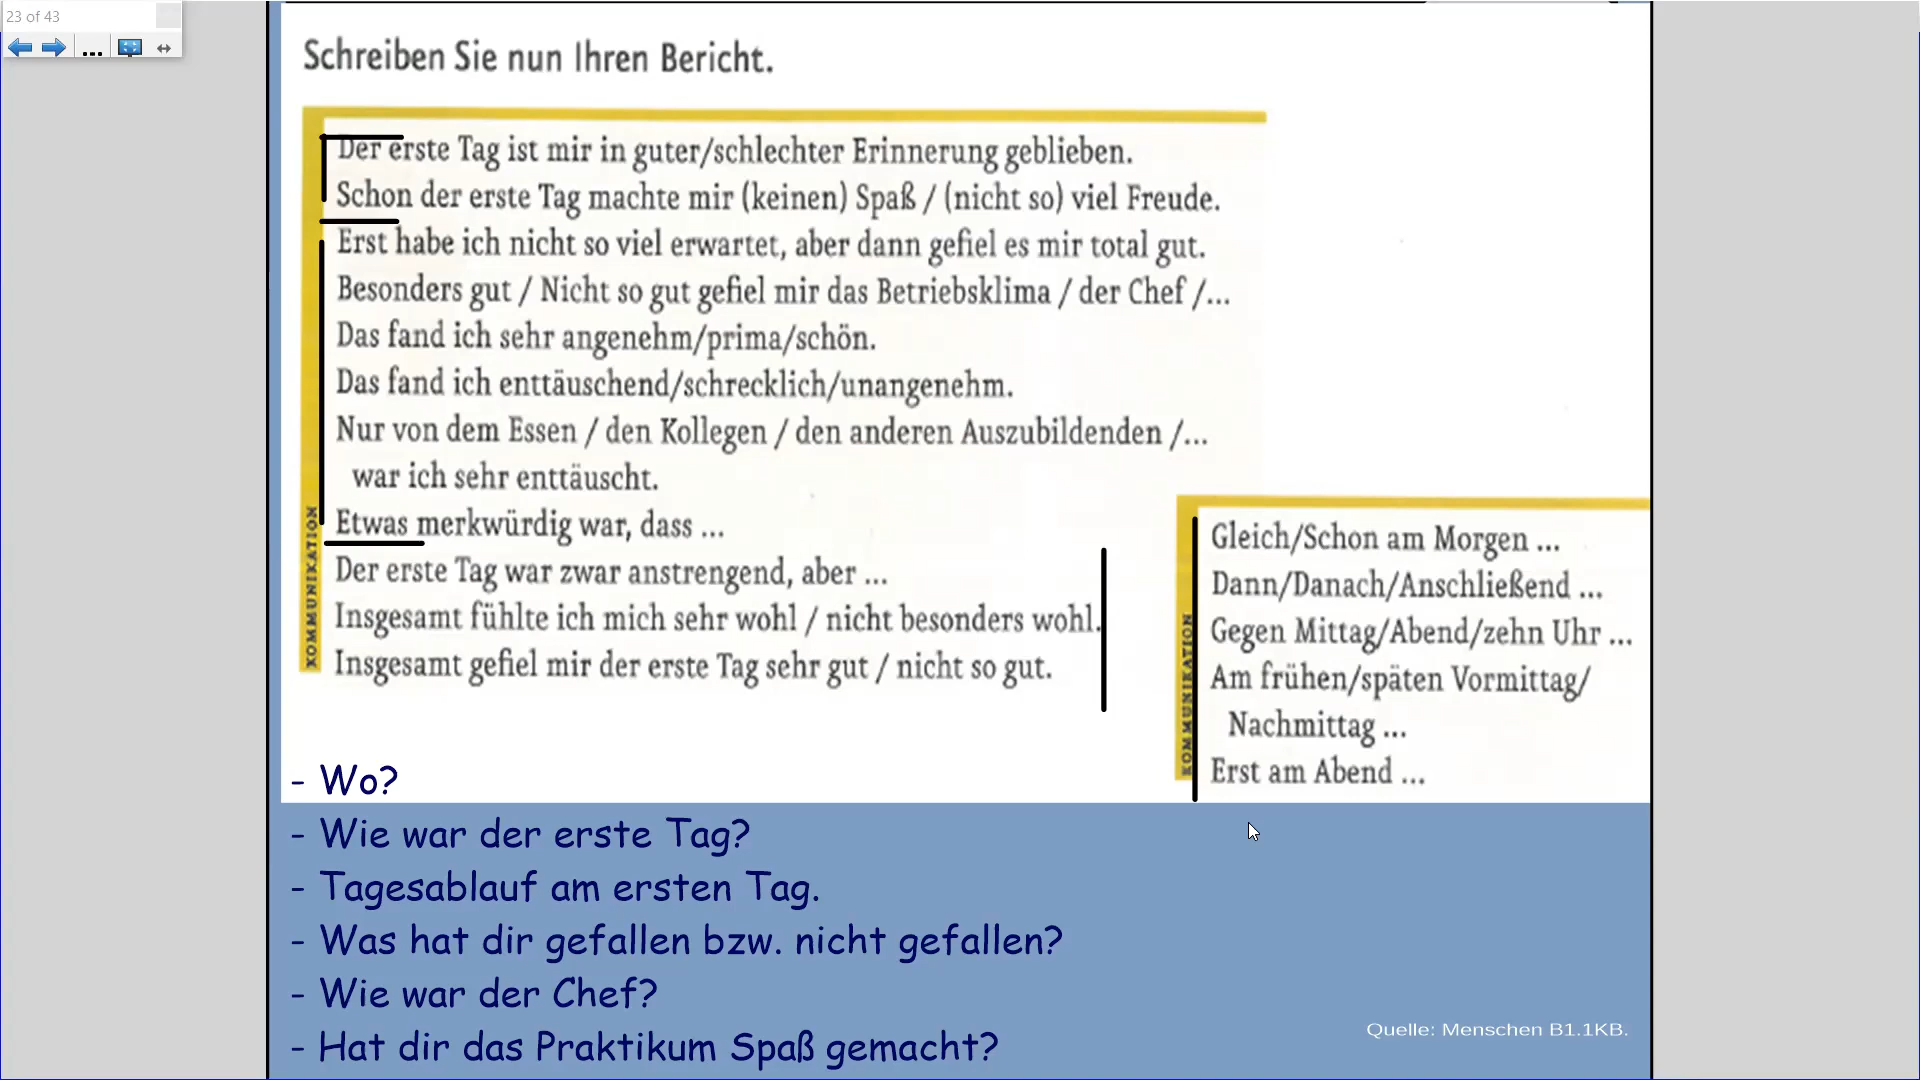 23 of 43
Schreiben Sie nun Ihren Bericht.
Der erste Tag ist mir in guter/schlechter Erinnerung geblieben.
Schon der erste Tag machte mir (keinen) Spaß / (nicht so) viel Freude.
Erst habe ich nicht so viel erwartet, aber dann gefiel es mir total gut.
Besonders gut / Nicht so gut gefiel mir das Betriebsklima / der Chef /...
Das fand ich sehr angenehm/prima/schön.
Das fand ich enttäuschend/schrecklich/unangenehm.
Nur von dem Essen / den Kollegen / den anderen Auszubildenden /...
war ich sehr enttäuscht.
Etwas merkwürdig war, dass ...
Der erste Tag war zwar anstrengend, aber ...
Insgesamt fühlte ich mich sehr wohl / nicht besonders wohl.
Insgesamt gefiel mir der erste Tag sehr gut / nicht so gut.
KOMMUNIKATION
Gleich/Schon am Morgen ...
Dann/Danach/Anschließend ...
Gegen Mittag/Abend/zehn Uhr ...
Am frühen/späten Vormittag/
Nachmittag ...
Erst am Abend ...
KOMMUNIKATION
- Wo?
- Wie war der erste Tag?
- Tagesablauf am ersten Tag.
- Was hat dir gefallen bzw. nicht gefallen?
- Wie war der Chef?
- Hat dir das Praktikum Spaß gemacht?
Quelle: Menschen B1.1KB.